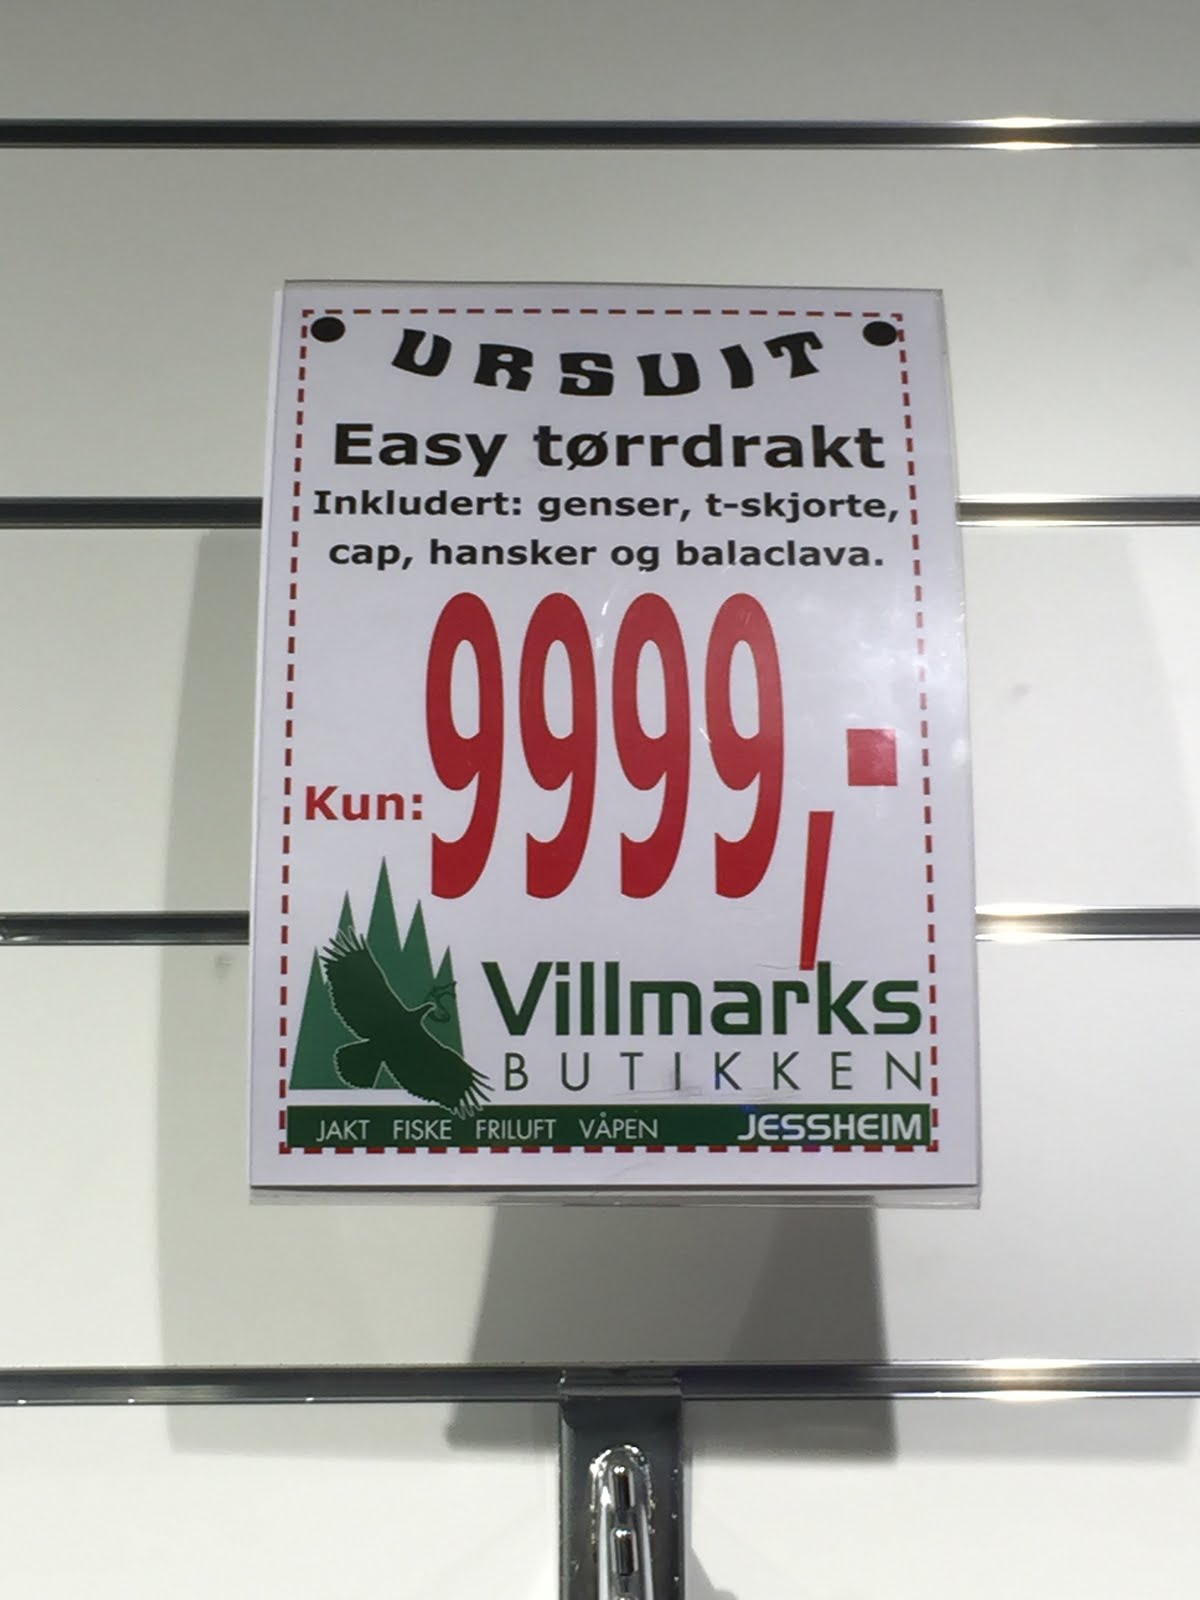 URSUIT
Easy tørrdrakt
Inkludert: genser, t-skjorte,
cap, hansker og balaclava.
Kun: 9999,-
Villmarks
BUTIKKEN
JAKT FISKE FRILUFT VÅPEN JESSHEIM